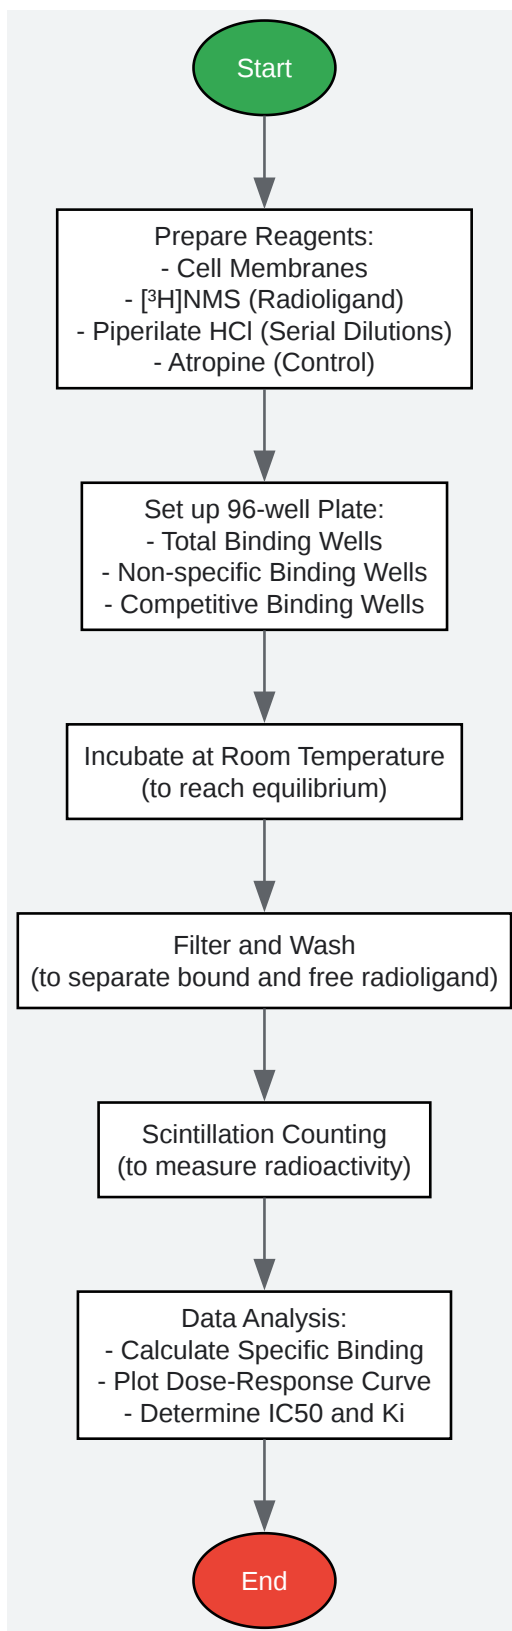 Start
Prepare Reagents:
- Cell Membranes
- [³H]NMS (Radioligand)
- Piperilate HCl (Serial Dilutions)
- Atropine (Control)
Set up 96-well Plate:
- Total Binding Wells
- Non-specific Binding Wells
- Competitive Binding Wells
Incubate at Room Temperature
(to reach equilibrium)
Filter and Wash
(to separate bound and free radioligand)
Scintillation Counting
(to measure radioactivity)
Data Analysis:
- Calculate Specific Binding
- Plot Dose-Response Curve
- Determine IC50 and Ki
End